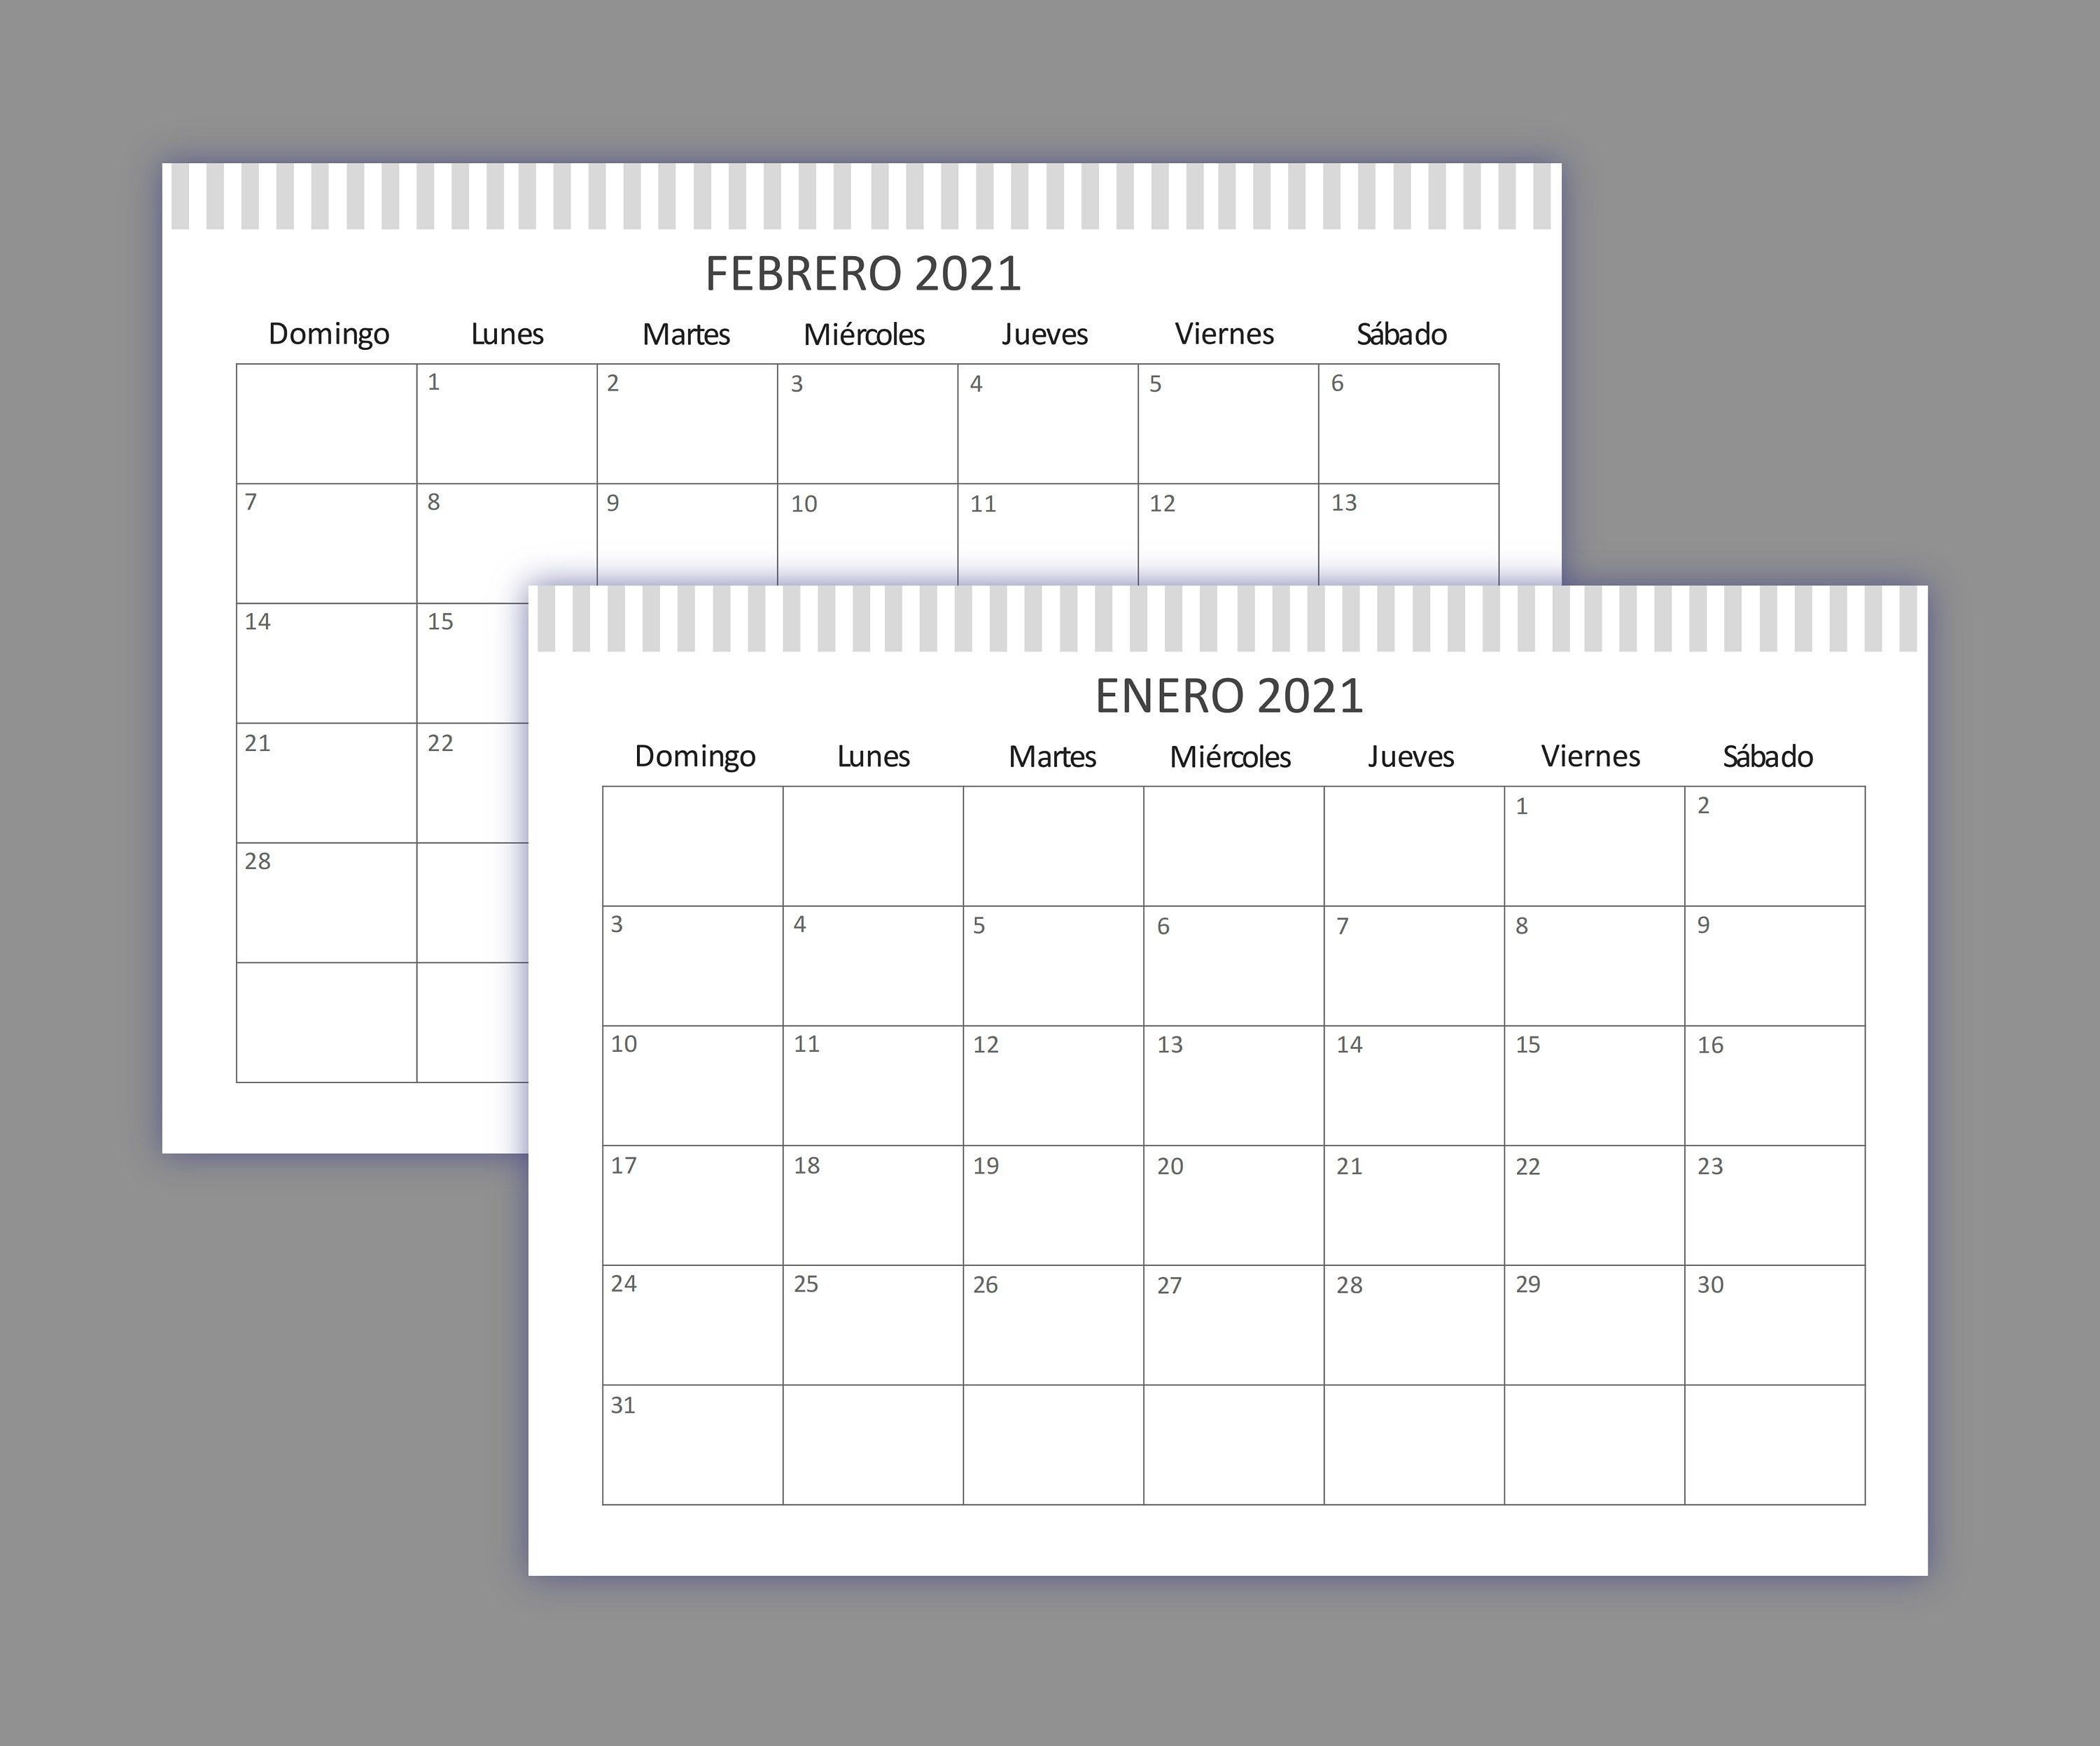 FEBRERO 2021
Domingo Lunes Martes Miércoles Jueves Viernes Sábado
1 2 3 4 5 6
7 8 9 10 11 12 13
14 15
21 22
28
ENERO 2021
Domingo Lunes Martes Miércoles Jueves Viernes Sábado
1 2
3 4 5 6 7 8 9
10 11 12 13 14 15 16
17 18 19 20 21 22 23
24 25 26 27 28 29 30
31